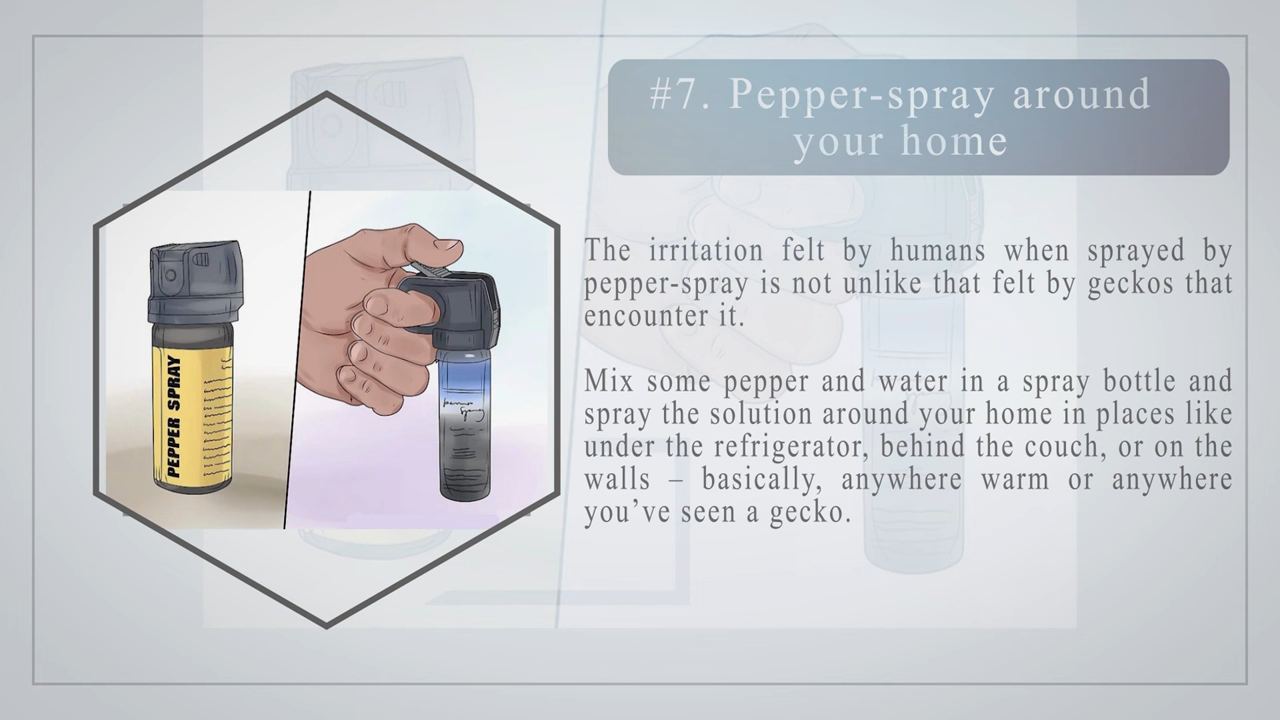 #7. Pepper-spray around
your home
The irritation felt by humans when sprayed by
pepper-spray is not unlike that felt by geckos that
encounter it.
Mix some pepper and water in a spray bottle and
spray the solution around your home in places like
under the refrigerator, behind the couch, or on the
walls – basically, anywhere warm or anywhere
you’ve seen a gecko.
PEPPER SPRAY